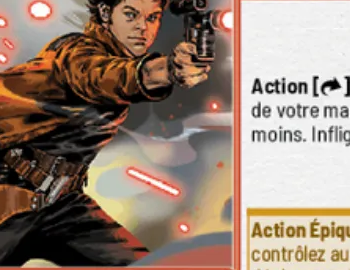 Action [
de votre ma
moins. Inflig
Action Épiqu
contrôlez au